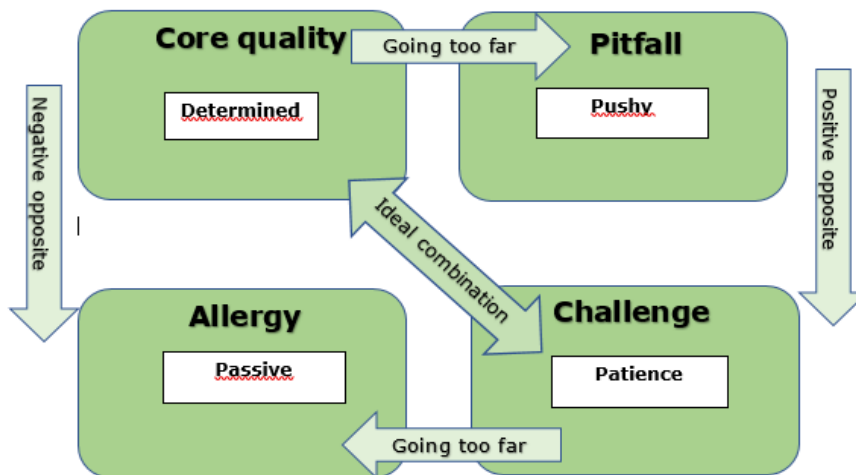 Core quality
Going too far
Pitfall
Determined
Pushy
Negative opposite
Positive opposite
Ideal combination
Allergy
Challenge
Passive
Patience
Going too far